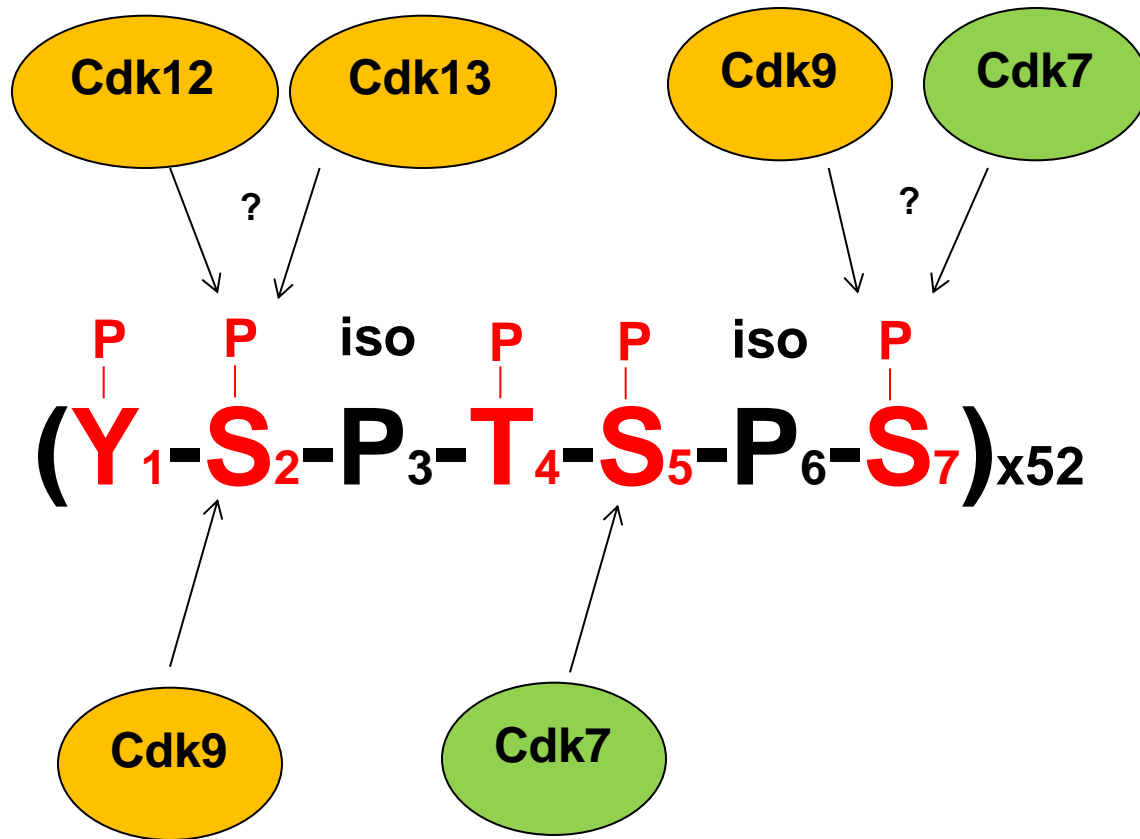 Cdk12 Cdk13 Cdk9 Cdk7
? ?
P P iso P P iso P
(Y1-S2-P3-T4-S5-P6-S7)x52
Cdk9 Cdk7